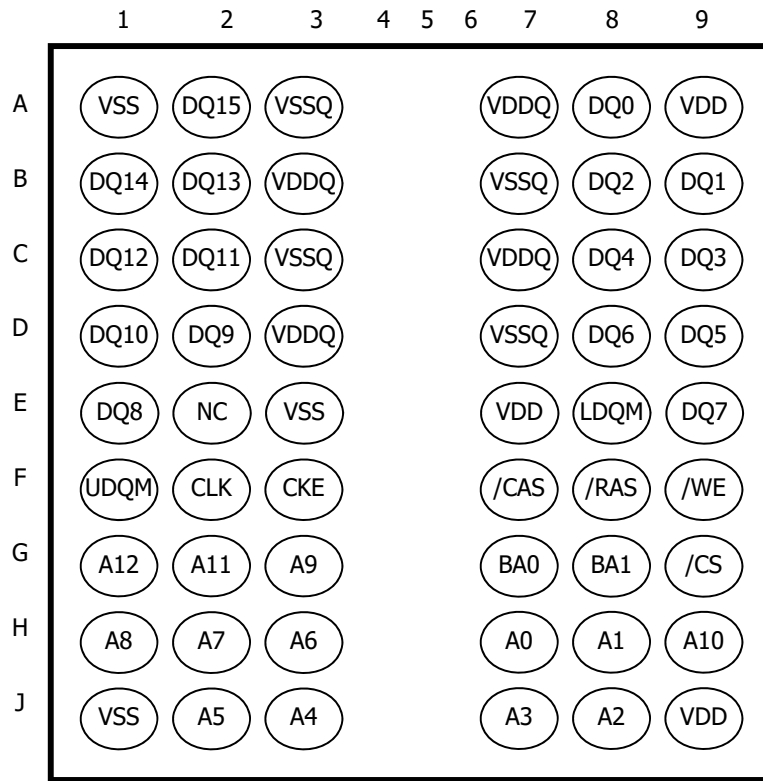 1 2 3 4 5 6 7 8 9
A VSS DQ15 VSSQ VDDQ DQ0 VDD
B DQ14 DQ13 VDDQ VSSQ DQ2 DQ1
C DQ12 DQ11 VSSQ VDDQ DQ4 DQ3
D DQ10 DQ9 VDDQ VSSQ DQ6 DQ5
E DQ8 NC VSS VDD LDQM DQ7
F UDQM CLK CKE /CAS /RAS /WE
G A12 A11 A9 BA0 BA1 /CS
H A8 A7 A6 A0 A1 A10
J VSS A5 A4 A3 A2 VDD